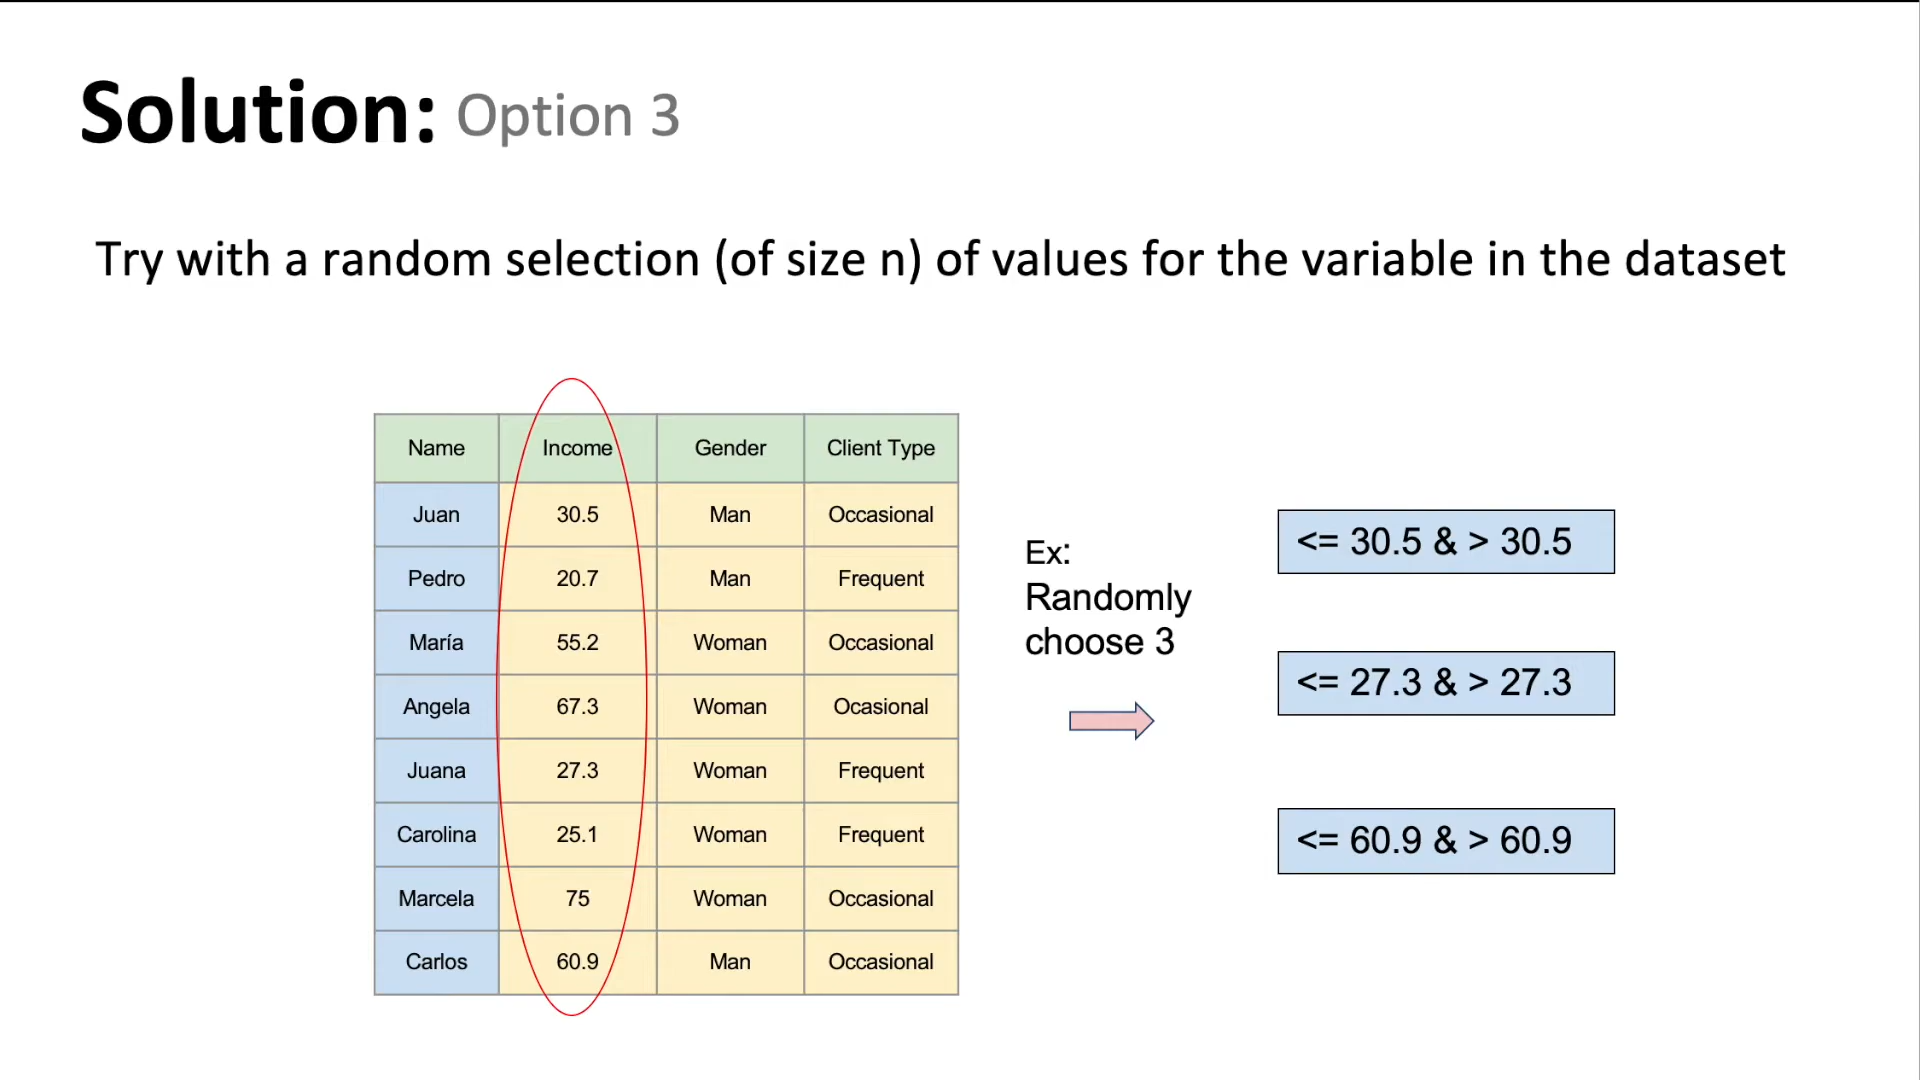 Solution: Option 3
Try with a random selection (of size n) of values for the variable in the dataset
Name Income Gender Client Type
Juan 30.5 Man Occasional
Pedro 20.7 Man Frequent
María 55.2 Woman Occasional
Angela 67.3 Woman Ocasional
Juana 27.3 Woman Frequent
Carolina 25.1 Woman Frequent
Marcela 75 Woman Occasional
Carlos 60.9 Man Occasional
Ex:
Randomly
choose 3
<= 30.5 & > 30.5
<= 27.3 & > 27.3
<= 60.9 & > 60.9